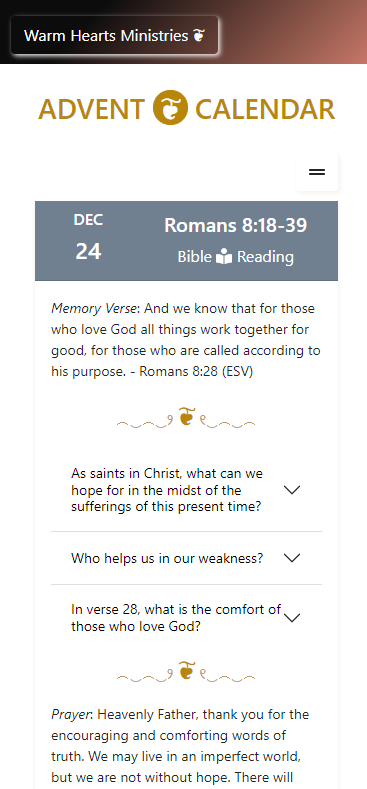 Warm Hearts Ministries
ADVENT CALENDAR
DEC
24
Romans 8:18-39
Bible Reading
Memory Verse: And we know that for those
who love God all things work together for
good, for those who are called according to
his purpose. - Romans 8:28 (ESV)
As saints in Christ, what can we
hope for in the midst of the
sufferings of this present time?
Who helps us in our weakness?
In verse 28, what is the comfort of
those who love God?
Prayer: Heavenly Father, thank you for the
encouraging and comforting words of
truth. We may live in an imperfect world,
but we are not without hope. There will